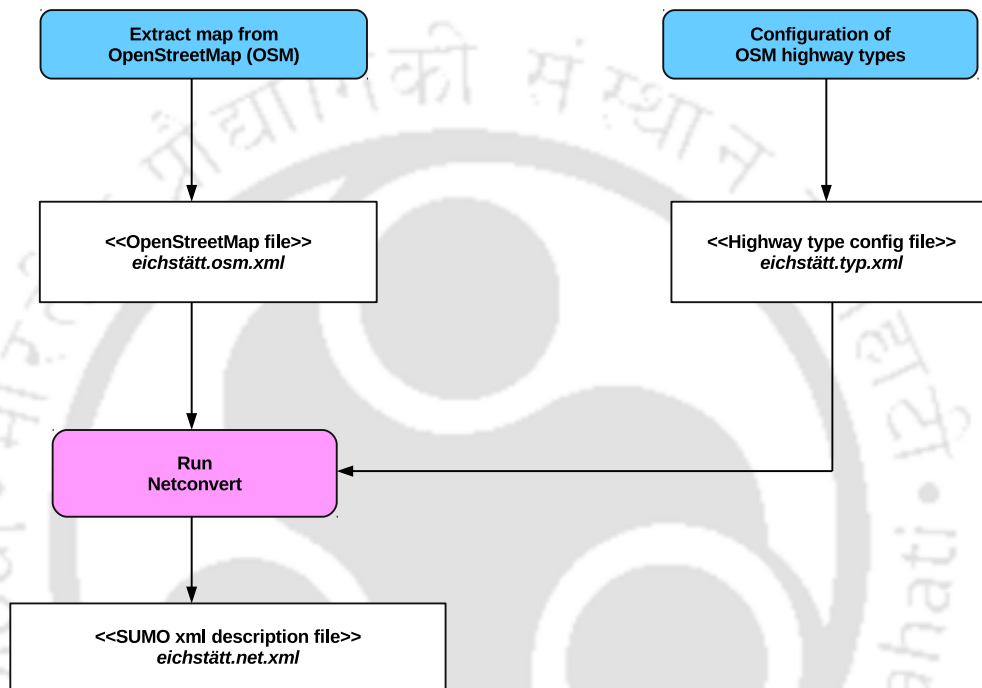 Extract map from
OpenStreetMap (OSM)
Configuration of
OSM highway types
<<OpenStreetMap file>>
eichstätt.osm.xml
<<Highway type config file>>
eichstätt.typ.xml
Run
Netconvert
<<SUMO xml description file>>
eichstätt.net.xml